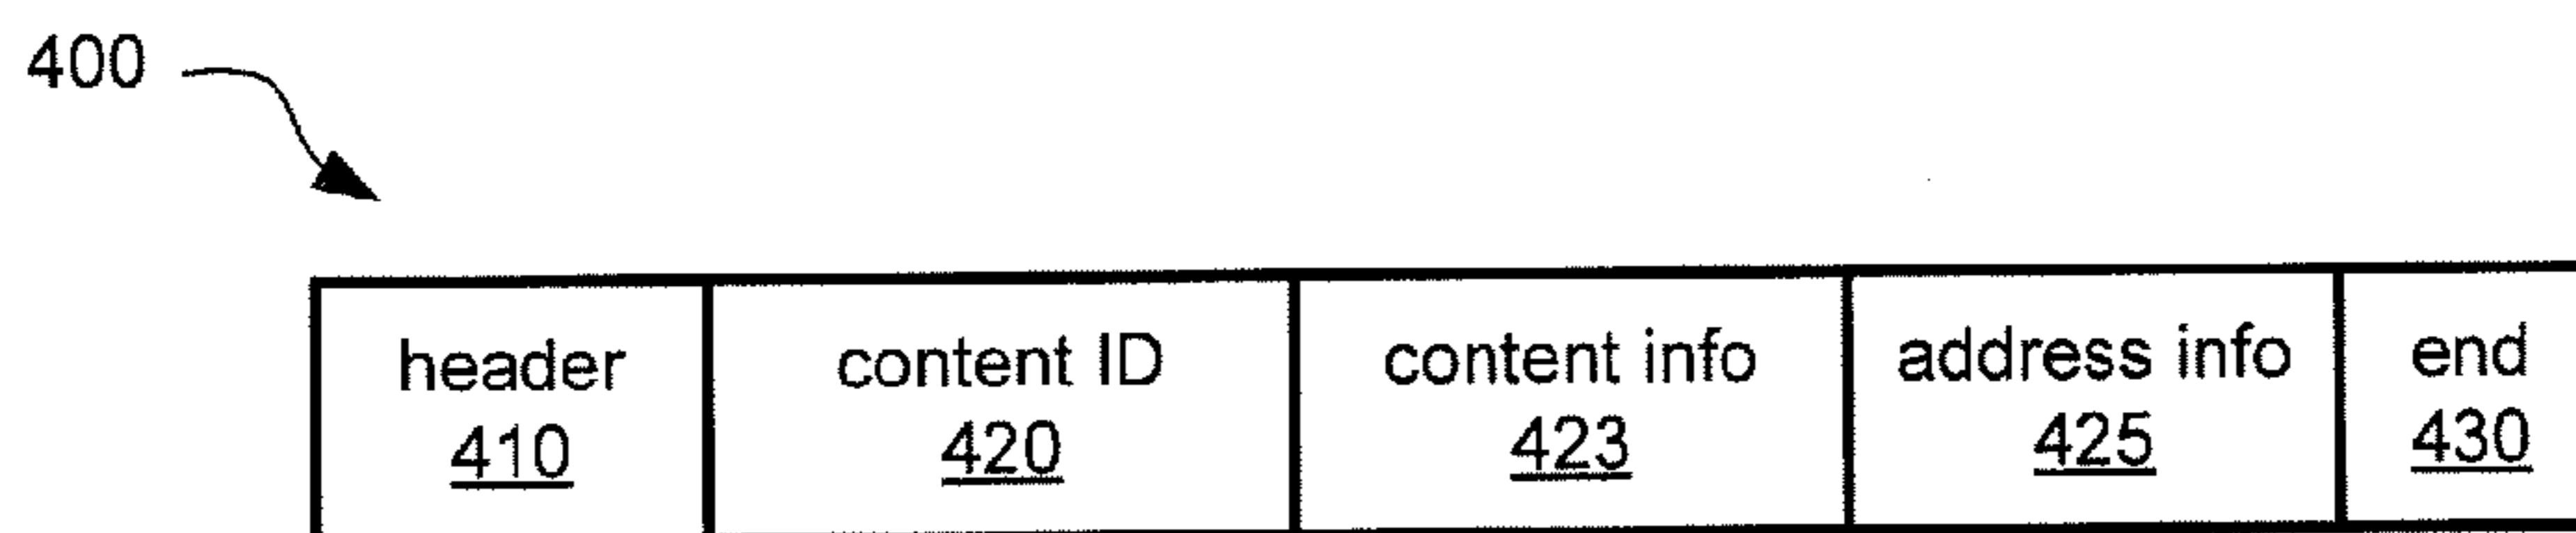 400
header content ID content info address info end
410 420 423 425 430